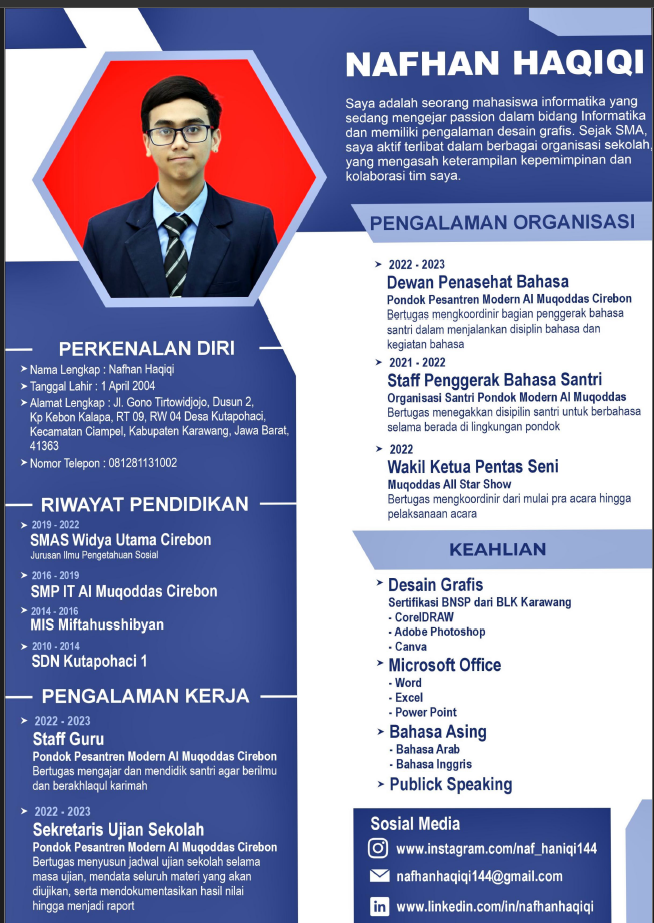 NAFHAN HAQIQI
Saya adalah seorang mahasiswa informatika yang
sedang mengejar passion dalam bidang Informatika
dan memiliki pengalaman desain grafis. Sejak SMA,
saya aktif terlibat dalam berbagai organisasi sekolah,
yang mengasah keterampilan kepemimpinan dan
kolaborasi tim saya.
PERKENALAN DIRI
➤ Nama Lengkap : Nafhan Haqiqi
➤ Tanggal Lahir : 1 April 2004
➤ Alamat Lengkap : Jl. Gono Tirtowidjojo, Dusun 2,
Kp Kebon Kalapa, RT 09, RW 04 Desa Kutapohaci,
Kecamatan Ciampel, Kabupaten Karawang, Jawa Barat,
41363
➤ Nomor Telepon : 081281131002
RIWAYAT PENDIDIKAN
➤ 2019 - 2022
SMAS Widya Utama Cirebon
Jurusan Ilmu Pengetahuan Sosial
➤ 2016 - 2019
SMP IT Al Muqoddas Cirebon
➤ 2014 - 2016
MIS Miftahusshibyan
➤ 2010 - 2014
SDN Kutapohaci 1
PENGALAMAN KERJA
➤ 2022 - 2023
Staff Guru
Pondok Pesantren Modern Al Muqoddas Cirebon
Bertugas mengajar dan mendidik santri agar berilmu
dan berakhlaqul karimah
➤ 2022 - 2023
Sekretaris Ujian Sekolah
Pondok Pesantren Modern Al Muqoddas Cirebon
Bertugas menyusun jadwal ujian sekolah selama
masa ujian, mendata seluruh materi yang akan
diujikan, serta mendokumentasikan hasil nilai
hingga menjadi raport
PENGALAMAN ORGANISASI
➤ 2022 - 2023
Dewan Penasehat Bahasa
Pondok Pesantren Modern Al Muqoddas Cirebon
Bertugas mengkoordinir bagian penggerak bahasa
santri dalam menjalankan disiplin bahasa dan
kegiatan bahasa
➤ 2021 - 2022
Staff Penggerak Bahasa Santri
Organisasi Santri Pondok Modern Al Muqoddas
Bertugas menegakkan disipilin santri untuk berbahasa
selama berada di lingkungan pondok
➤ 2022
Wakil Ketua Pentas Seni
Muqoddas All Star Show
Bertugas mengkoordinir dari mulai pra acara hingga
pelaksanaan acara
KEAHLIAN
➤ Desain Grafis
Sertifikasi BNSP dari BLK Karawang
- CorelDRAW
- Adobe Photoshop
- Canva
➤ Microsoft Office
- Word
- Excel
- Power Point
➤ Bahasa Asing
- Bahasa Arab
- Bahasa Inggris
➤ Publick Speaking
Sosial Media
www.instagram.com/naf_haniqi144
nafhanhaqiqi144@gmail.com
in www.linkedin.com/in/nafhanhaqiqi